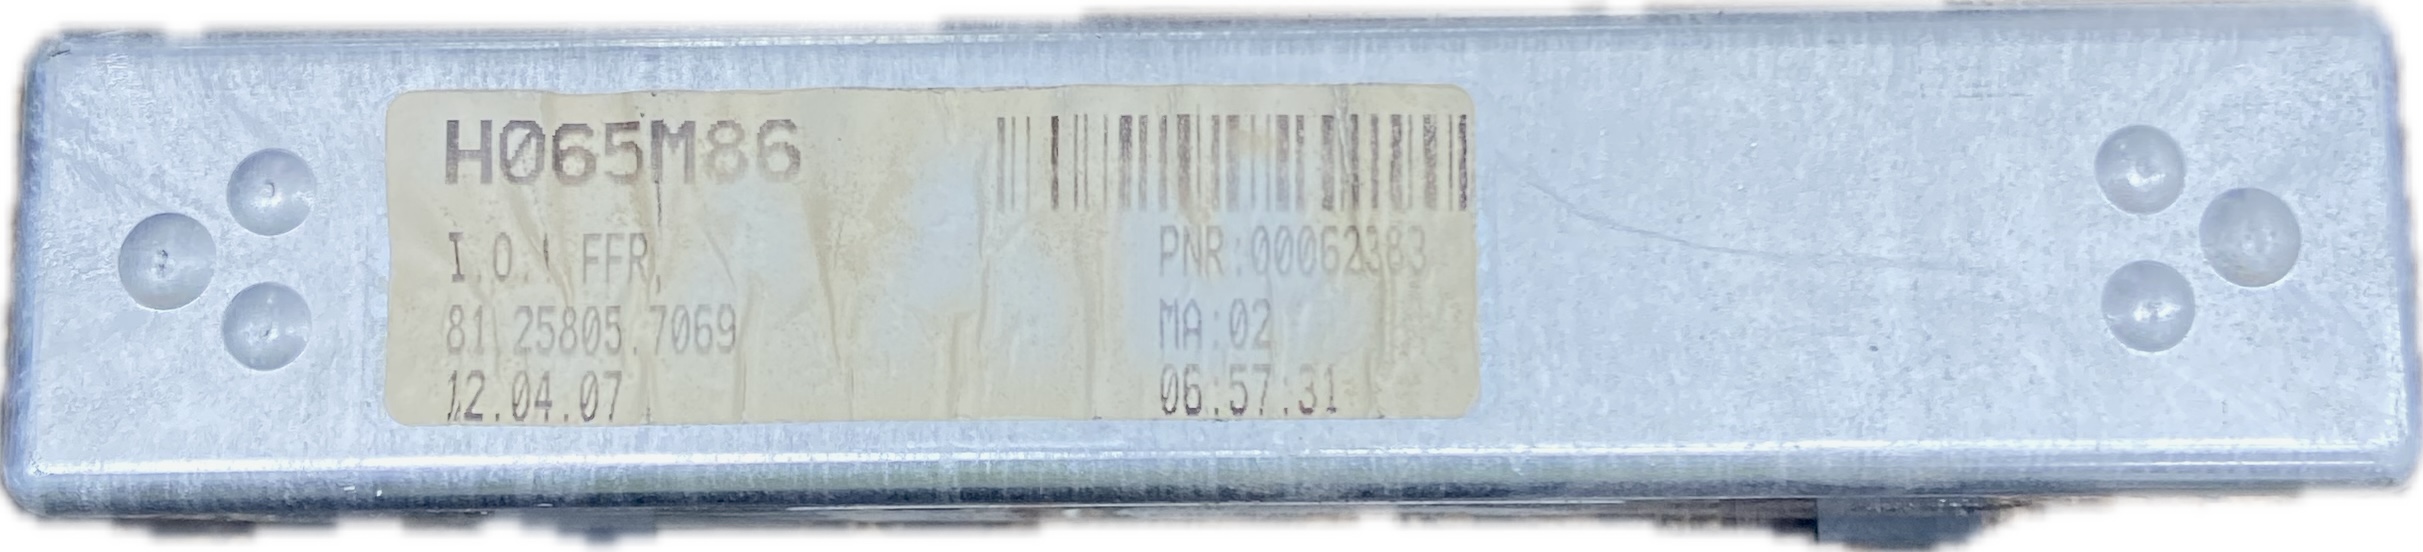 H065M86
I.O.! FFR,
PNR:00062383
81.25805.7069
MA:02
12.04.07
06:57:31